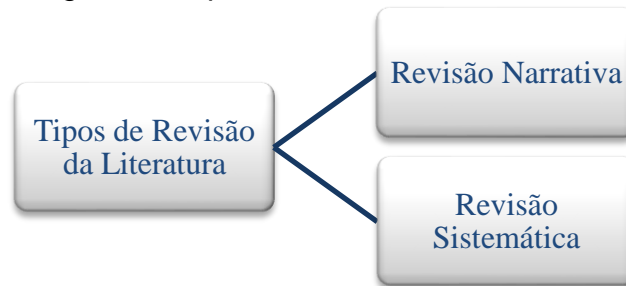 Revisão Narrativa
Tipos de Revisão
da Literatura
Revisão
Sistemática